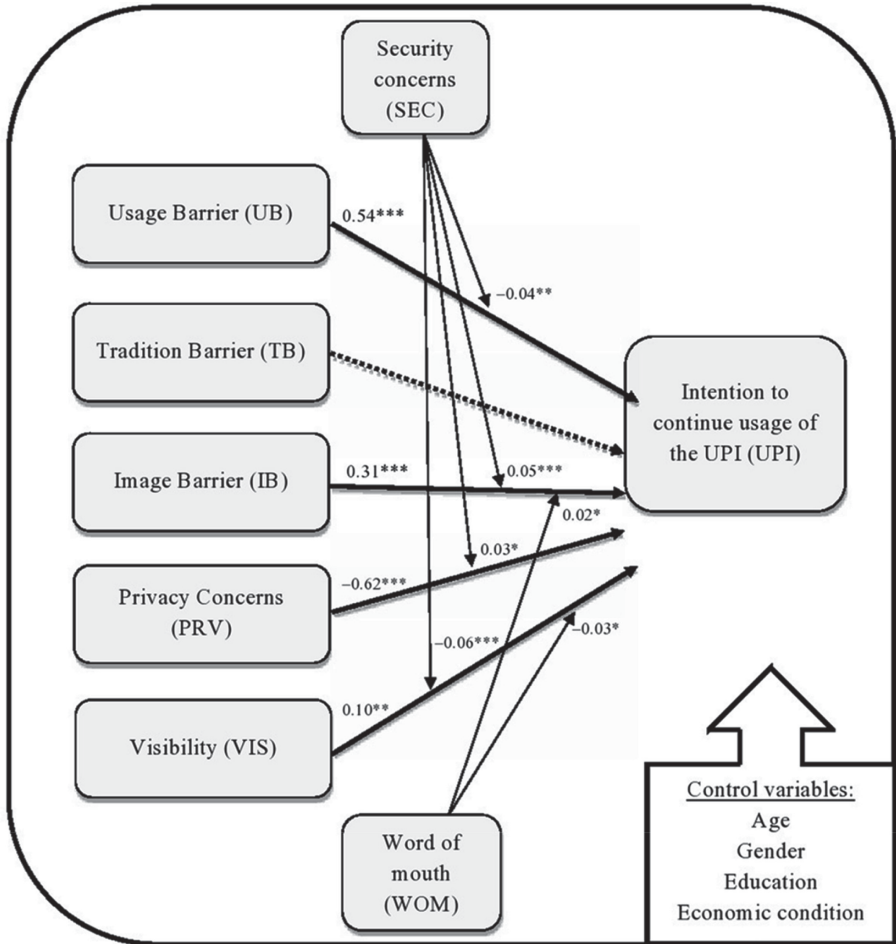 Security
concerns
(SEC)
Usage Barrier (UB)
0.54***
−0.04**
Tradition Barrier (TB)
Intention to
continue usage of
the UPI (UPI)
Image Barrier (IB)
0.31***
0.05***
0.02*
0.03*
Privacy Concerns
(PRV)
−0.62***
−0.03*
−0.06***
Visibility (VIS)
0.10**
Control variables:
Age
Gender
Education
Economic condition
Word of
mouth
(WOM)